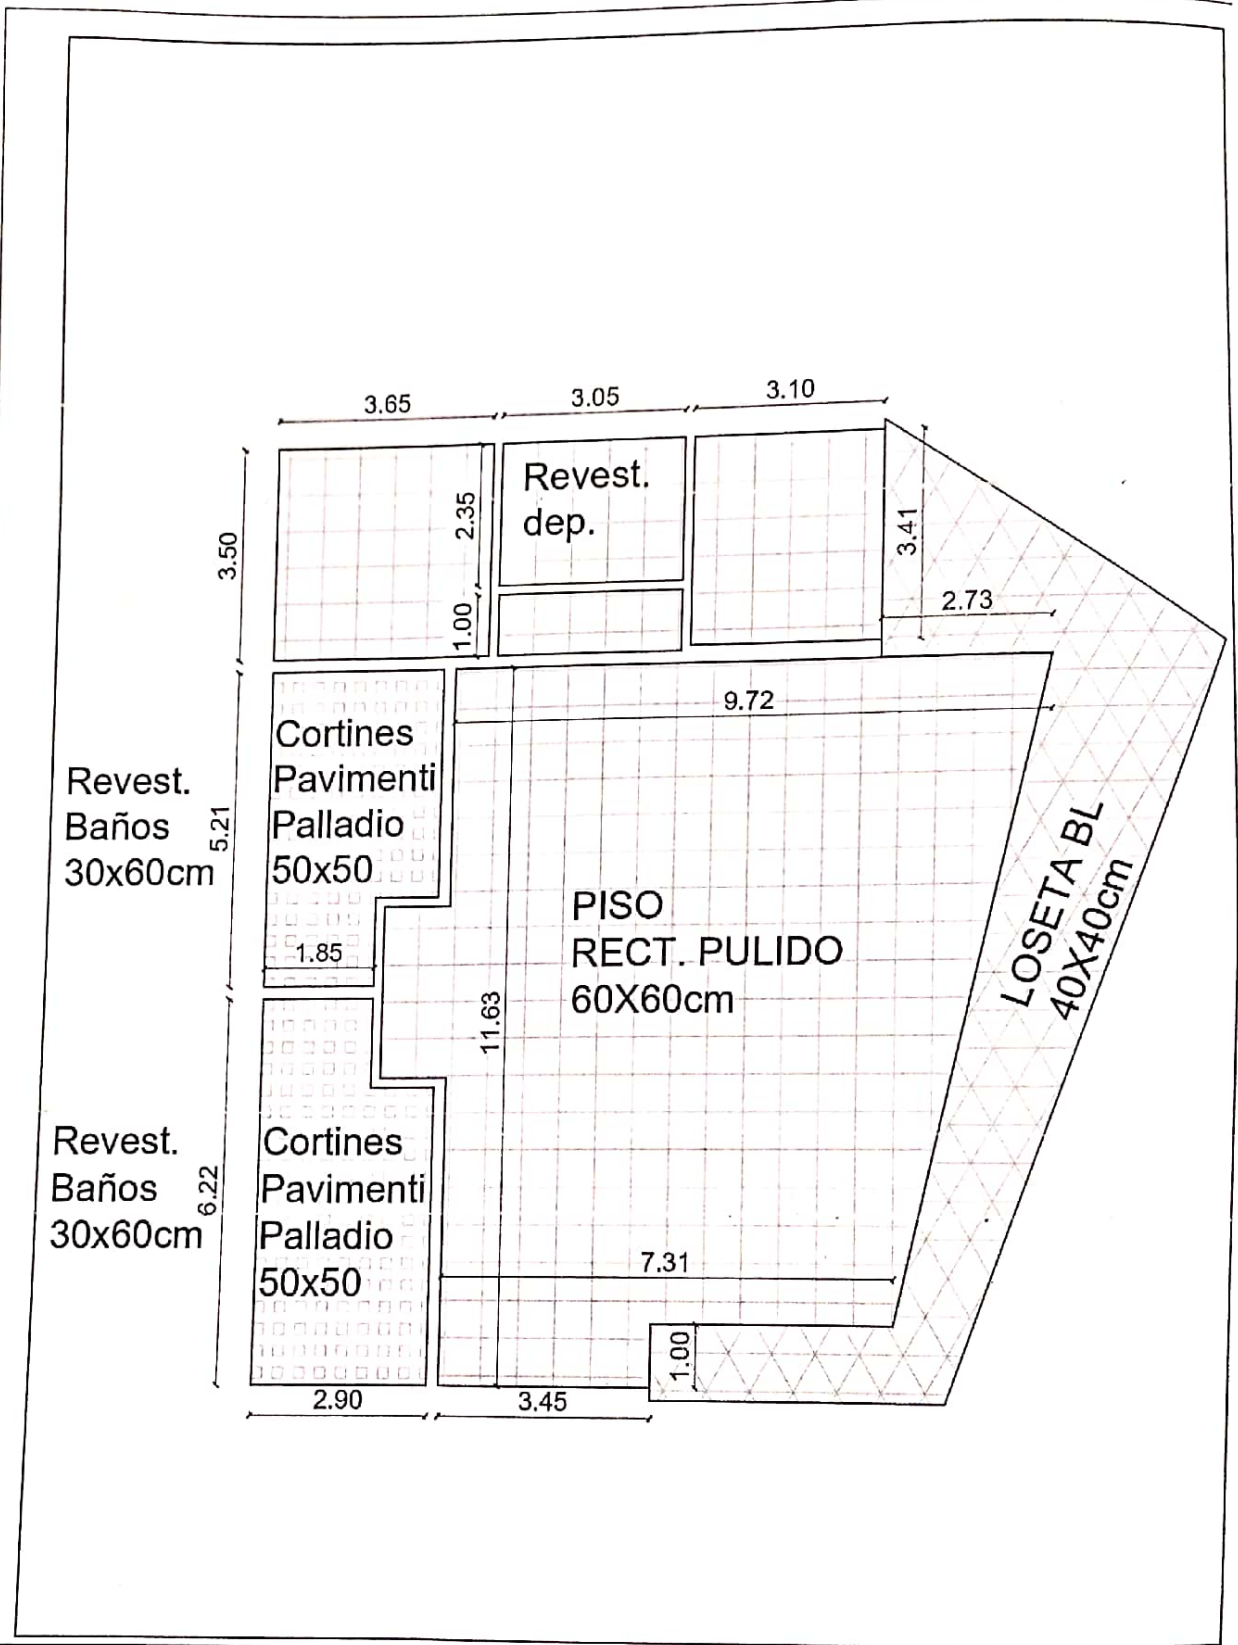 3.65
3.05
3.10
Revest.
dep.
2.35
3.41
3.50
1.00
2.73
9.72
Cortines
Pavimenti
Palladio
50x50
Revest.
Baños
30x60cm
5.21
LOSETA BL
40X40cm
PISO
RECT. PULIDO
60X60cm
1.85
11.63
Revest.
Baños
30x60cm
6.22
Cortines
Pavimenti
Palladio
50x50
7.31
1.00
2.90
3.45